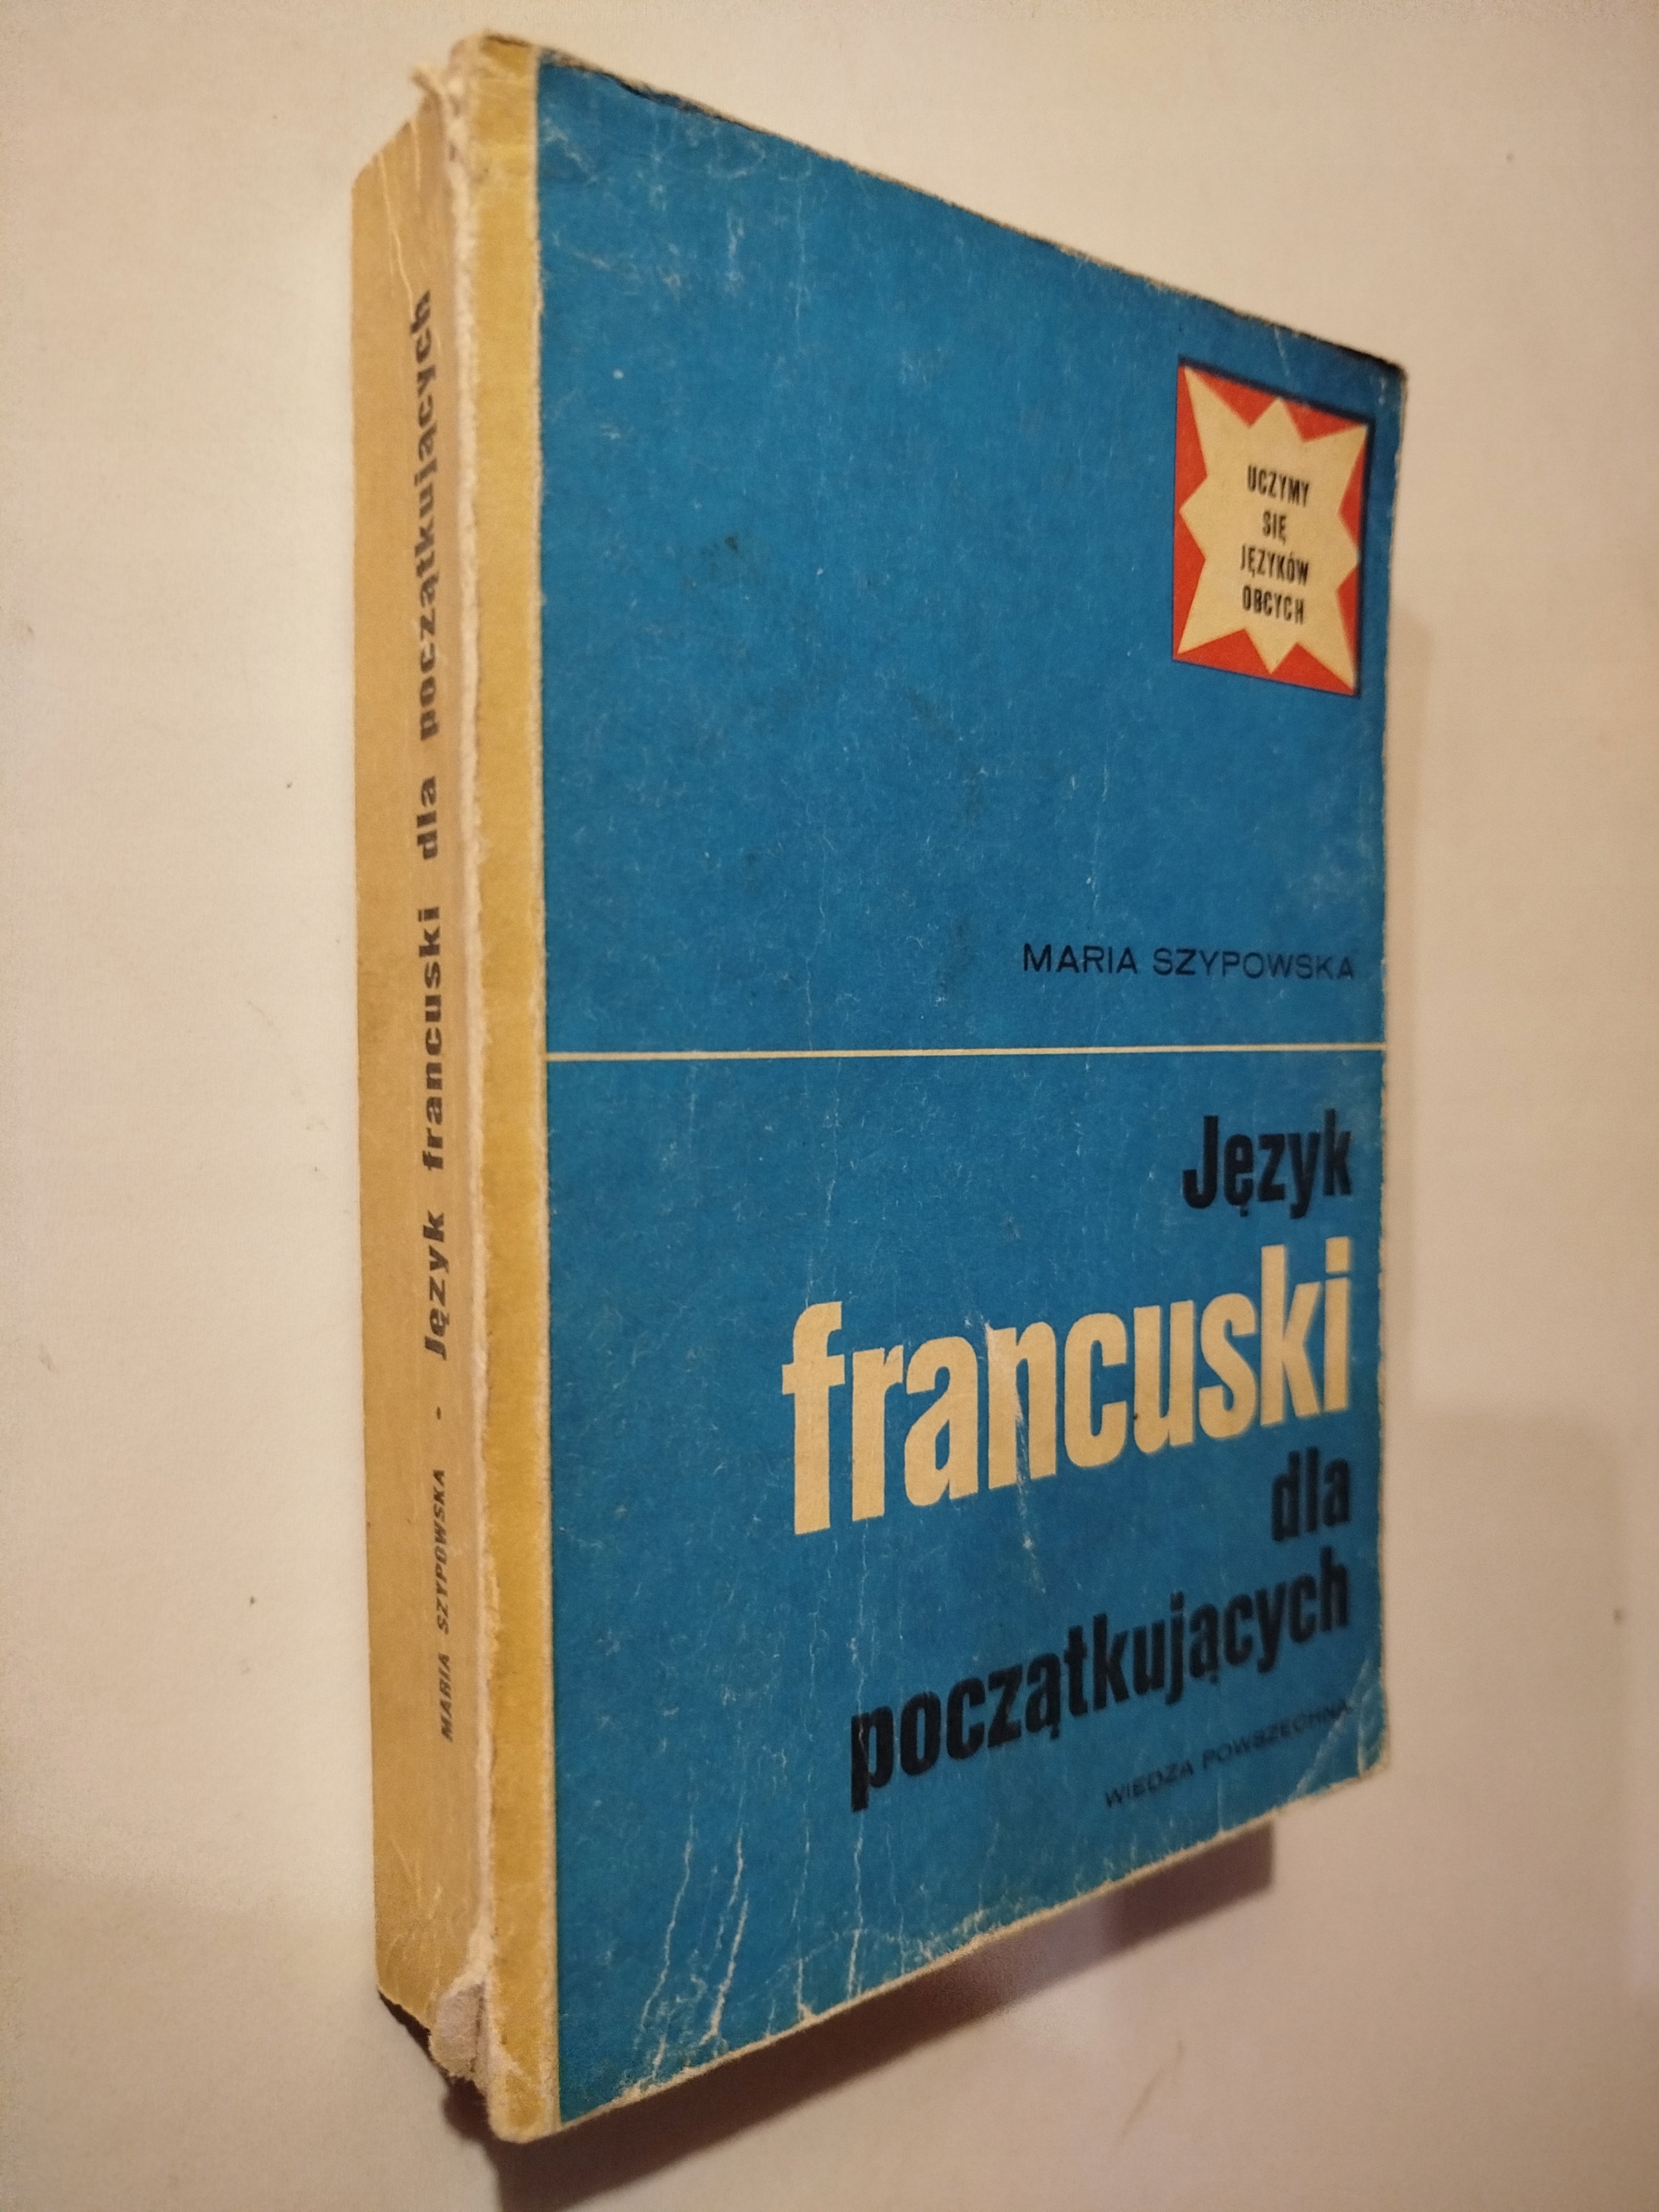 MARIA SZYPOWSKA - Język francuski dla początkujących
UCZYMY
SIĘ
JĘZYKÓW
OBCYCH
MARIA SZYPOWSKA
Język
francuski
dla
początkujących
WIEDZA POWSZECHNA